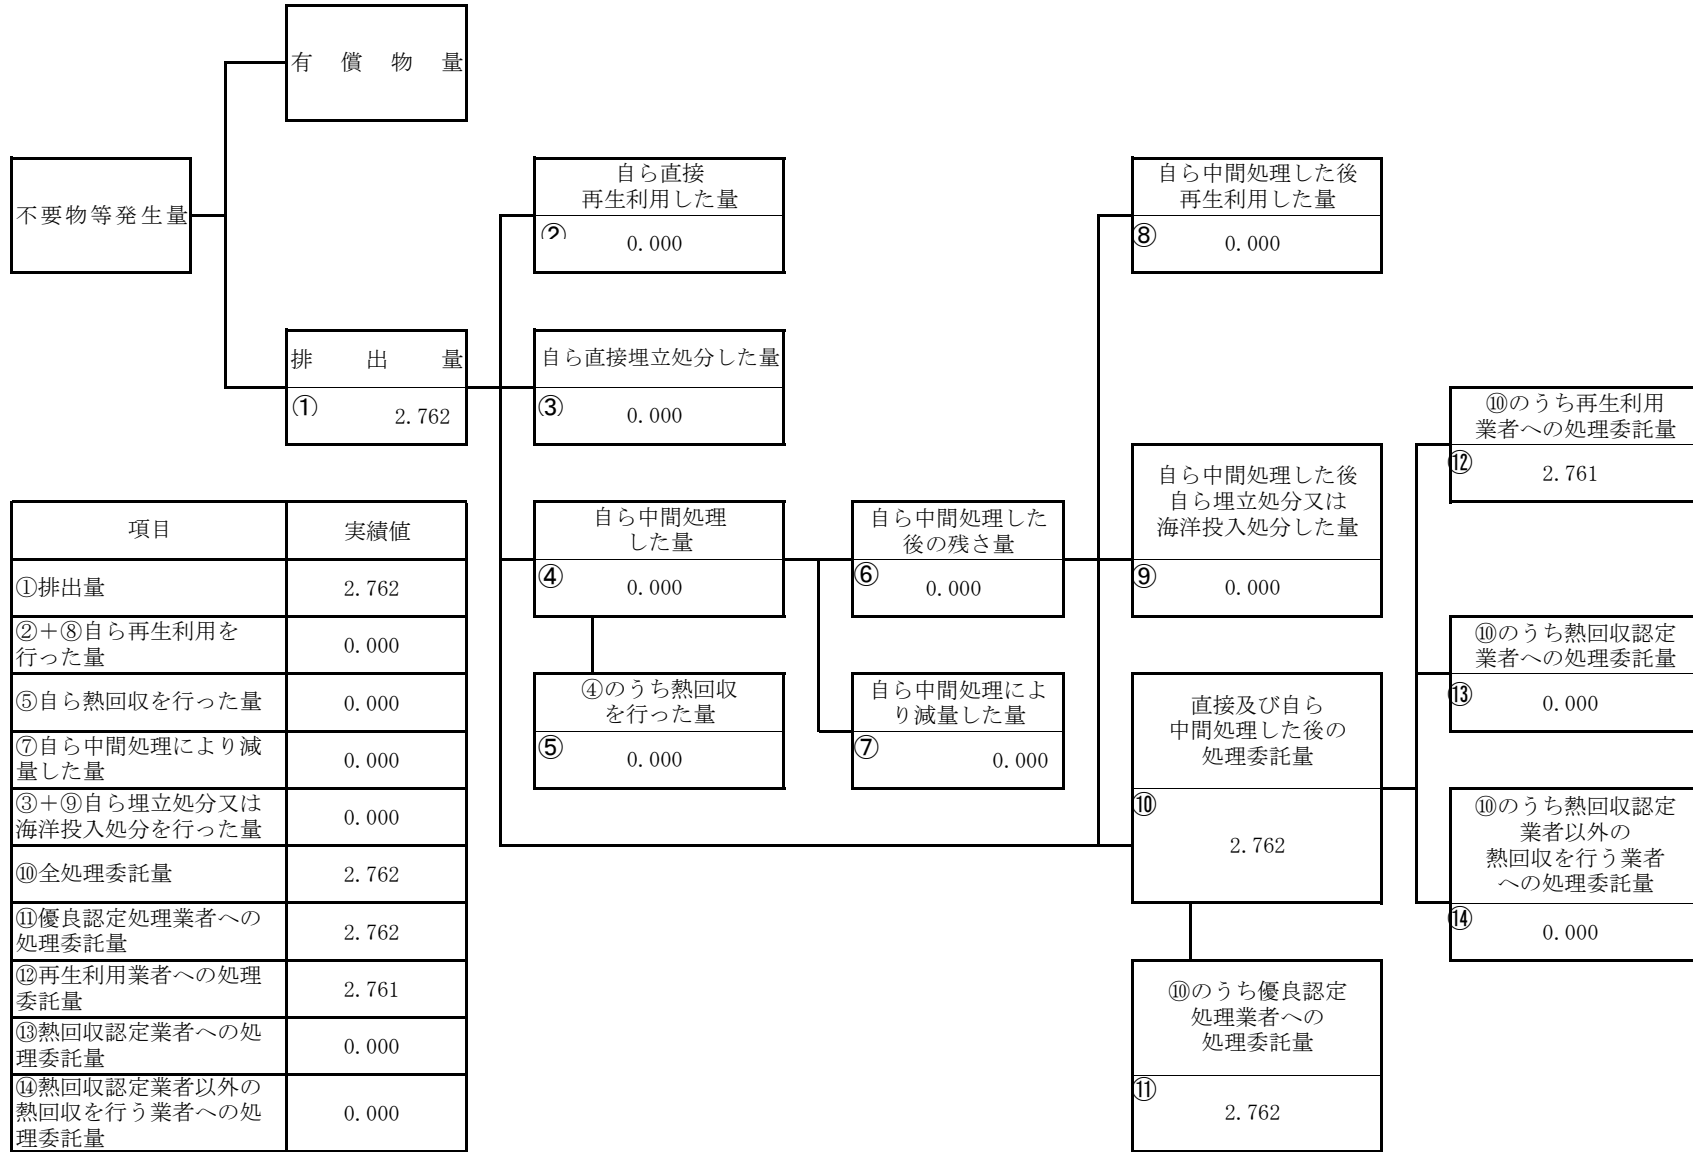 有償物量
不要物等発生量
排出量
① 2.762
自ら直接
再生利用した量
② 0.000
自ら直接埋立処分した量
③ 0.000
自ら中間処理
した量
④ 0.000
④のうち熱回収
を行った量
⑤ 0.000
自ら中間処理した
後の残さ量
⑥ 0.000
自ら中間処理によ
り減量した量
⑦ 0.000
自ら中間処理した後
再生利用した量
⑧ 0.000
自ら中間処理した後
自ら埋立処分又は
海洋投入処分した量
⑨ 0.000
直接及び自ら
中間処理した後の
処理委託量
⑩
2.762
⑩のうち優良認定
処理業者への
処理委託量
⑪
2.762
⑩のうち再生利用
業者への処理委託量
⑫ 2.761
⑩のうち熱回収認定
業者への処理委託量
⑬ 0.000
⑩のうち熱回収認定
業者以外の
熱回収を行う業者
への処理委託量
⑭ 0.000
項目 実績値
①排出量 2.762
②＋⑧自ら再生利用を
行った量 0.000
⑤自ら熱回収を行った量 0.000
⑦自ら中間処理により減
量した量 0.000
③＋⑨自ら埋立処分又は
海洋投入処分を行った量 0.000
⑩全処理委託量 2.762
⑪優良認定処理業者への
処理委託量 2.762
⑫再生利用業者への処理
委託量 2.761
⑬熱回収認定業者への処
理委託量 0.000
⑭熱回収認定業者以外の
熱回収を行う業者への処
理委託量 0.000